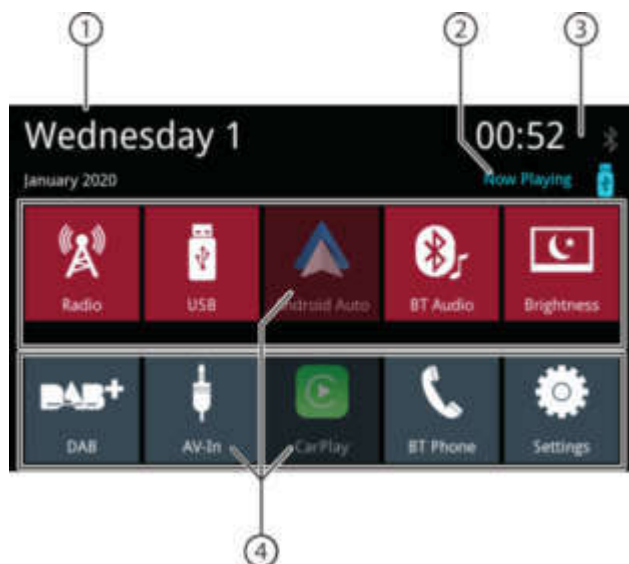 1 2 3
Wednesday 1 00:52
January 2020 Now Playing
Radio USB Android Auto BT Audio Brightness
DAB+
DAB AV-In CarPlay BT Phone Settings
4